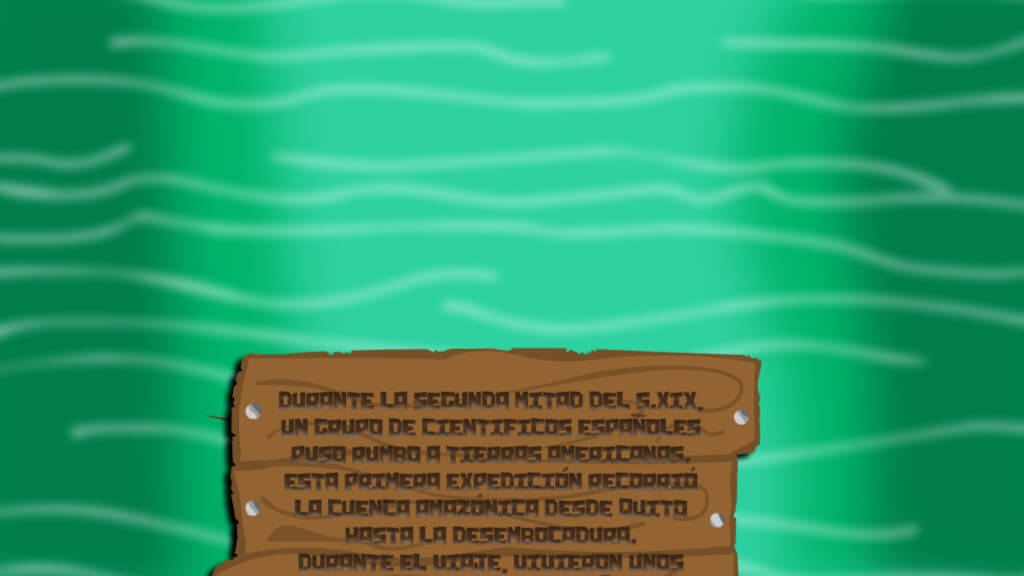 DURANTE LA SEGUNDA MITAD DEL S.XIX,
UN GRUPO DE CIENTIFICOS ESPAÑOLES
PUSO RUMBO A TIERRAS AMERICANAS.
ESTA PRIMERA EXPEDICIÓN RECORRIÓ
LA CUENCA AMAZÓNICA DESDE QUITO
HASTA LA DESEMBOCADURA.
DURANTE EL VIAJE, VIVIERON UNOS